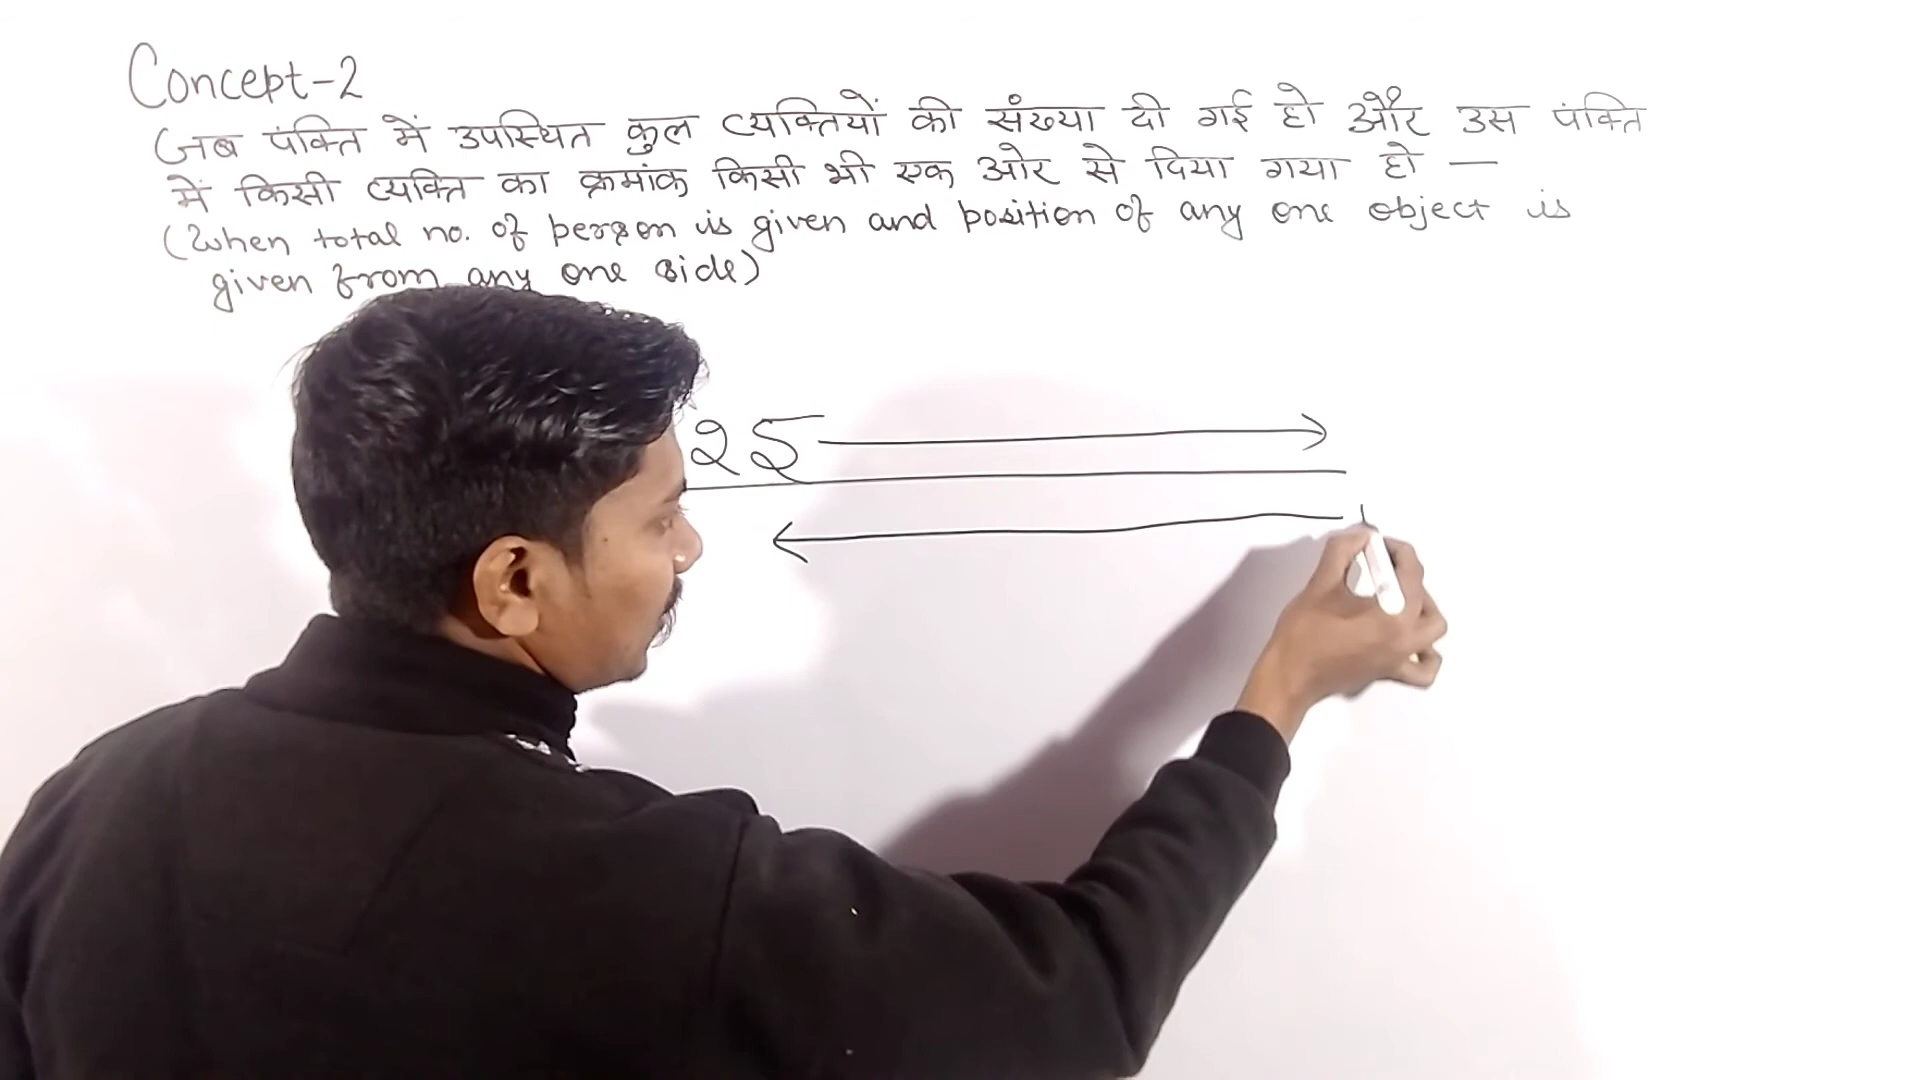 Concept-2
जब पंक्ति में उपस्थित कुल व्यक्तियों की संख्या दी गई हो और उस पंक्ति
में किसी व्यक्ति का क्रमांक किसी भी एक ओर से दिया गया हो —
(When total no. of person is given and position of any one object is
given from any one side)
25